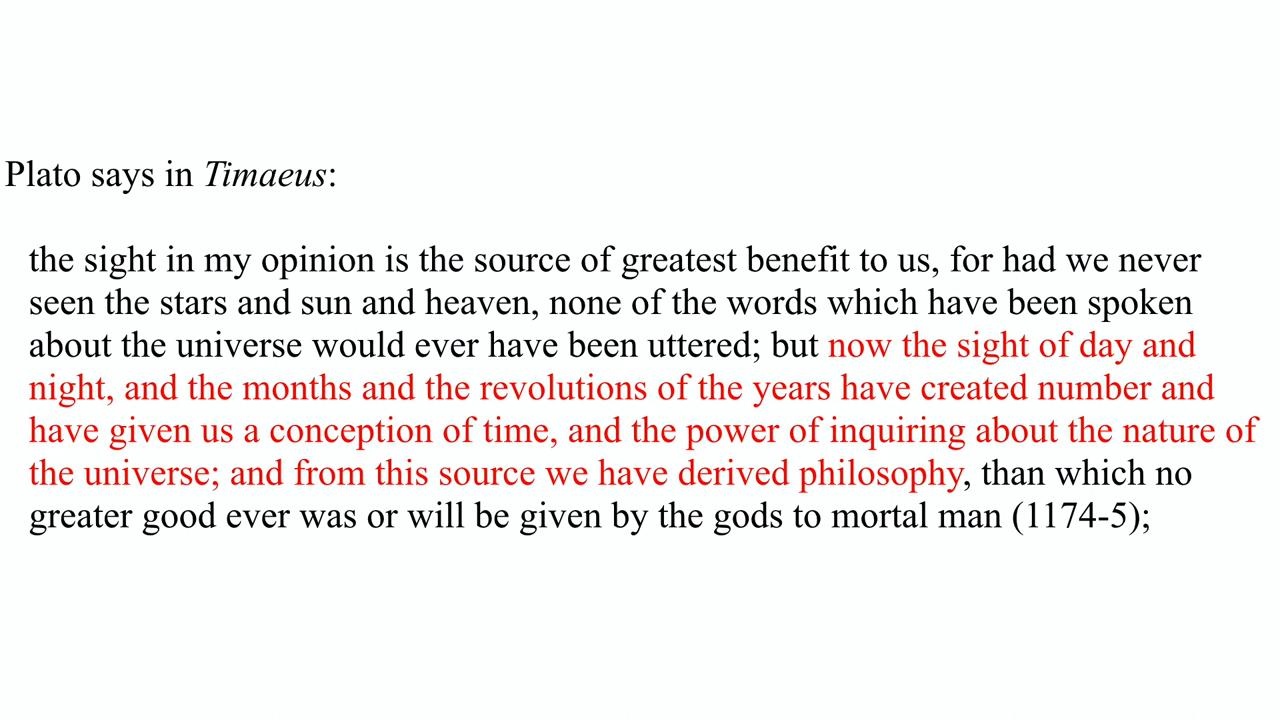 Plato says in Timaeus:
the sight in my opinion is the source of greatest benefit to us, for had we never
seen the stars and sun and heaven, none of the words which have been spoken
about the universe would ever have been uttered; but now the sight of day and
night, and the months and the revolutions of the years have created number and
have given us a conception of time, and the power of inquiring about the nature of
the universe; and from this source we have derived philosophy, than which no
greater good ever was or will be given by the gods to mortal man (1174-5);